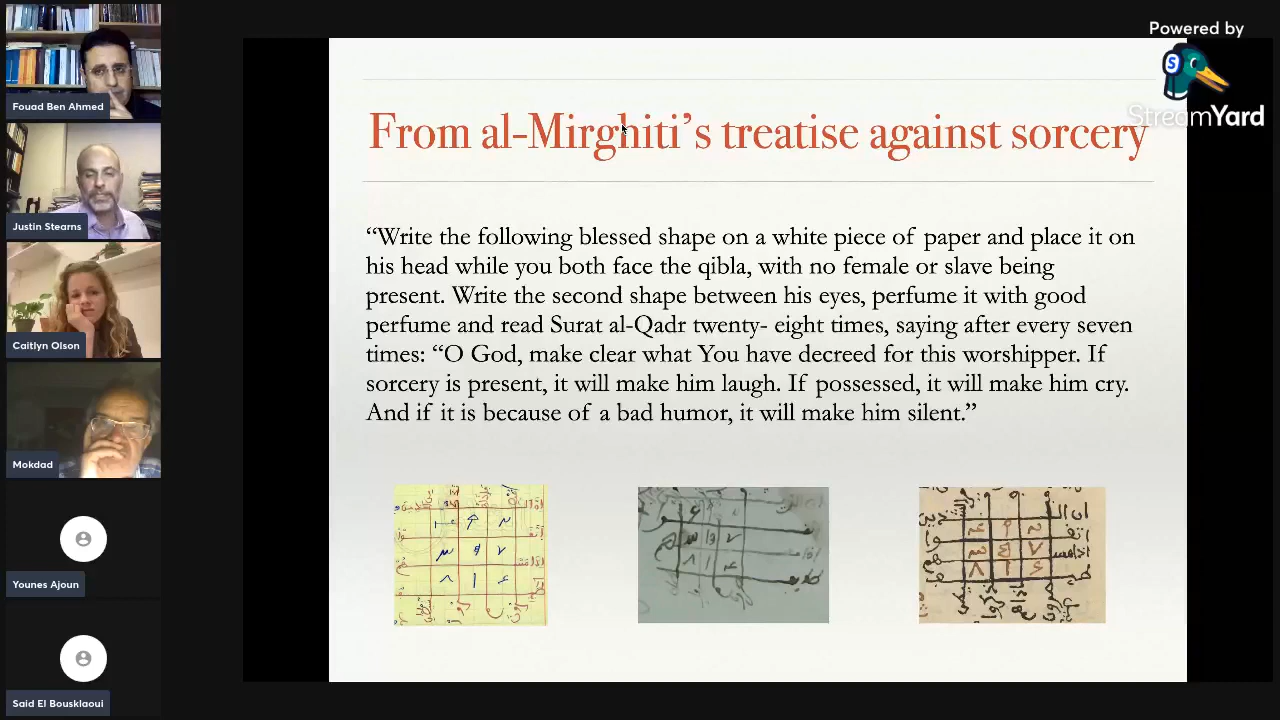 Powered by
StreamYard
Fouad Ben Ahmed
Justin Stearns
Caitlyn Olson
Mokdad
Younes Ajoun
Said El Bousklaoui
From al-Mirghiti’s treatise against sorcery
“Write the following blessed shape on a white piece of paper and place it on
his head while you both face the qibla, with no female or slave being
present. Write the second shape between his eyes, perfume it with good
perfume and read Surat al-Qadr twenty- eight times, saying after every seven
times: “O God, make clear what You have decreed for this worshipper. If
sorcery is present, it will make him laugh. If possessed, it will make him cry.
And if it is because of a bad humor, it will make him silent.”